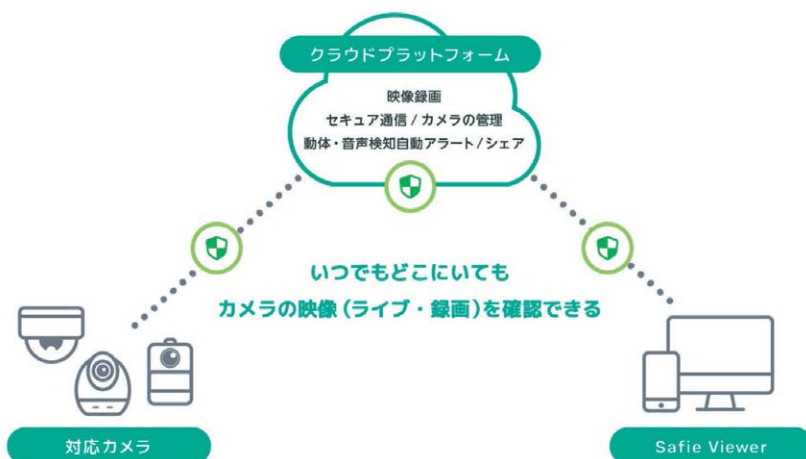 クラウドプラットフォーム
映像録画
セキュア通信 / カメラの管理
動体・音声検知自動アラート / シェア
いつでもどこにいても
カメラの映像 (ライブ・録画) を確認できる
対応カメラ
Safie Viewer